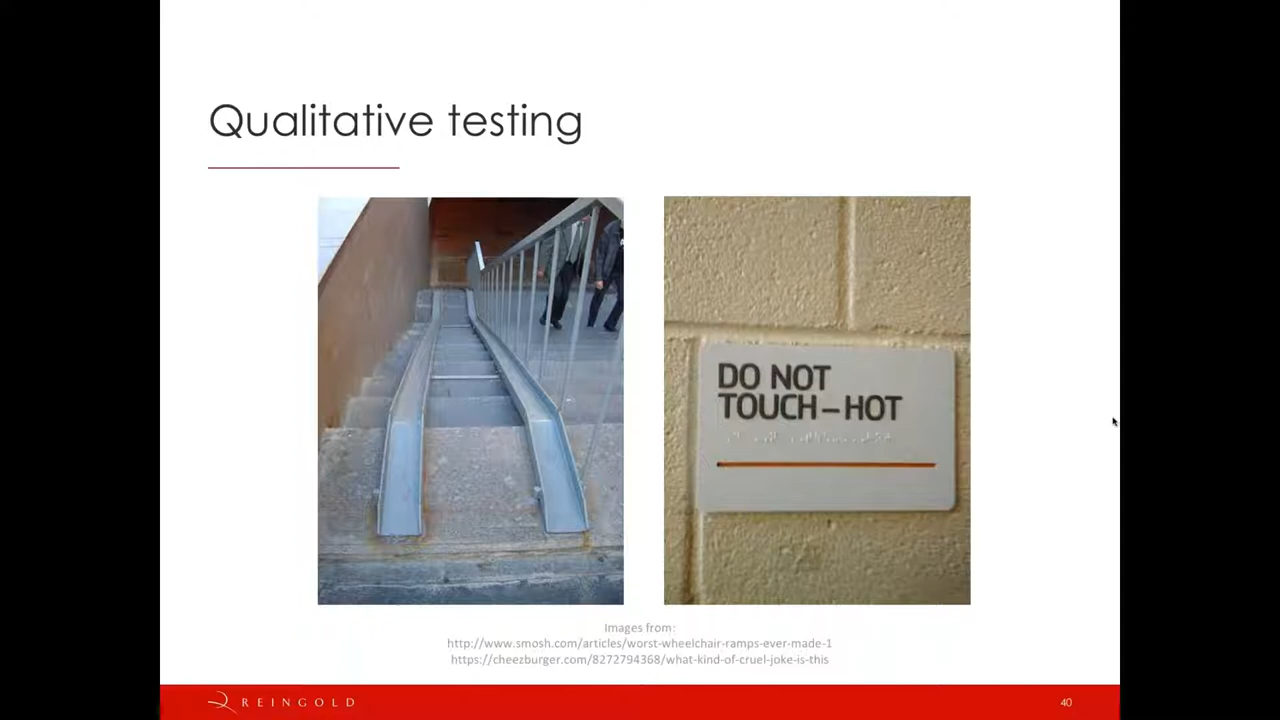 Qualitative testing
DO NOT
TOUCH – HOT
Images from:
http://www.smosh.com/articles/worst-wheelchair-ramps-ever-made-1
https://cheezburger.com/8272794368/what-kind-of-cruel-joke-is-this
REINGOLD
40